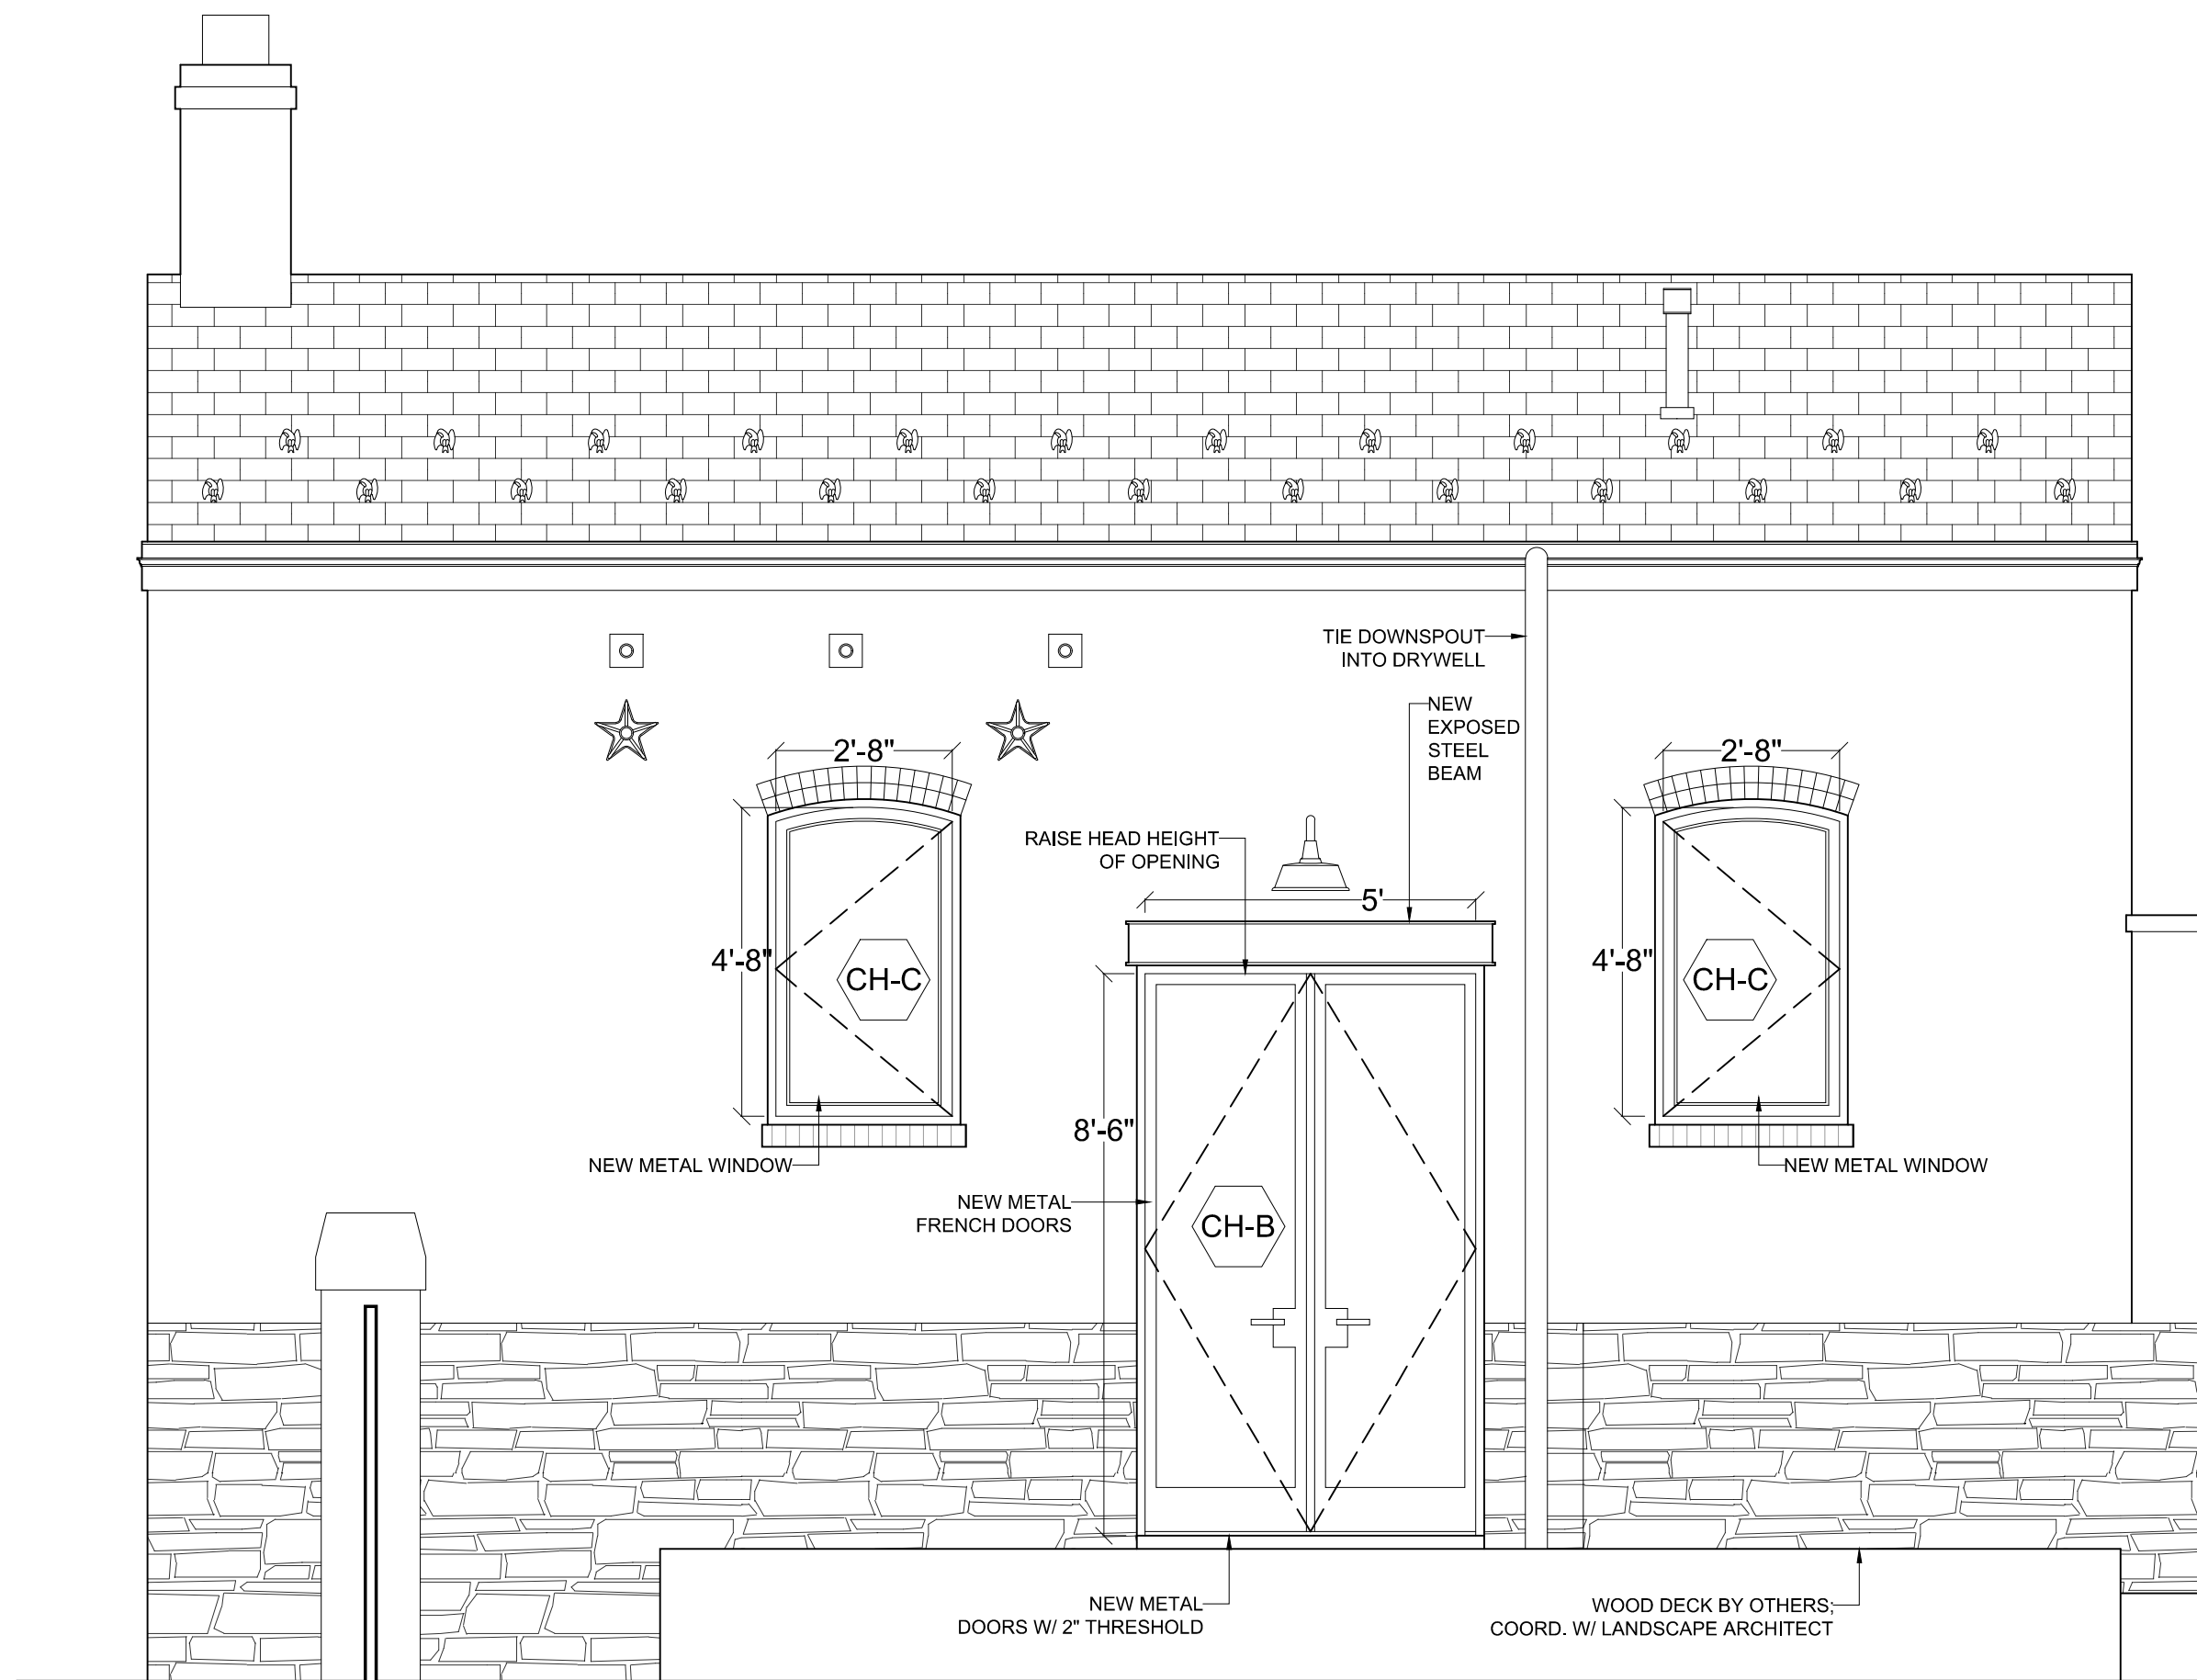 TIE DOWNSPOUT
INTO DRYWELL
NEW
EXPOSED
STEEL
BEAM
2'-8"
2'-8"
RAISE HEAD HEIGHT
OF OPENING
5'
4'-8"
CH-C
4'-8"
CH-C
8'-6"
NEW METAL WINDOW
NEW METAL WINDOW
NEW METAL
FRENCH DOORS
CH-B
NEW METAL
DOORS W/ 2" THRESHOLD
WOOD DECK BY OTHERS;
COORD. W/ LANDSCAPE ARCHITECT